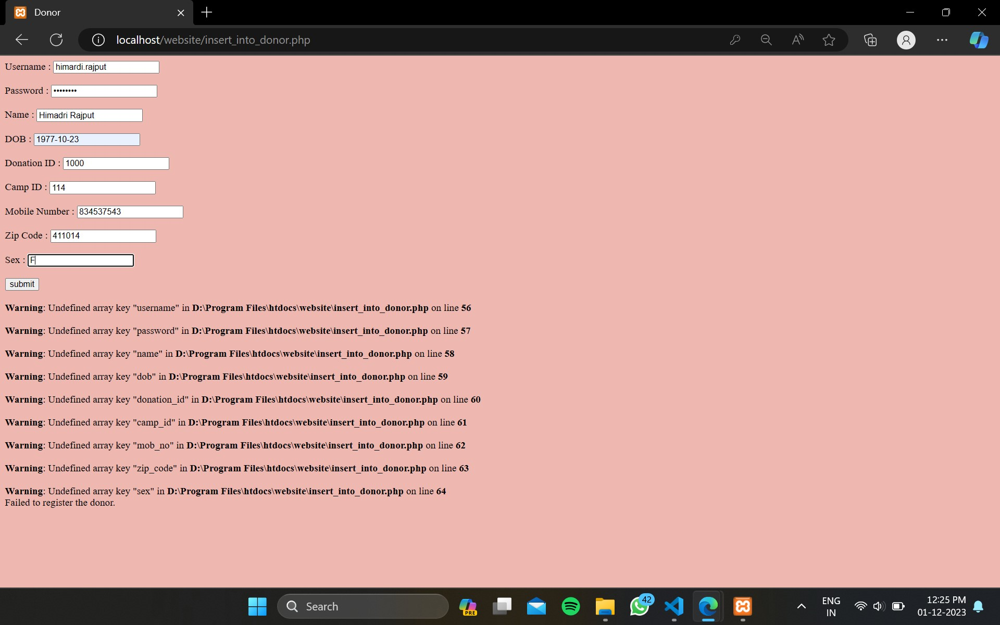 Donor
localhost/website/insert_into_donor.php
Username : himardi.rajput
Password : ••••••••
Name : Himadri Rajput
DOB : 1977-10-23
Donation ID : 1000
Camp ID : 114
Mobile Number : 834537543
Zip Code : 411014
Sex : F
submit
Warning: Undefined array key "username" in D:\Program Files\htdocs\website\insert_into_donor.php on line 56
Warning: Undefined array key "password" in D:\Program Files\htdocs\website\insert_into_donor.php on line 57
Warning: Undefined array key "name" in D:\Program Files\htdocs\website\insert_into_donor.php on line 58
Warning: Undefined array key "dob" in D:\Program Files\htdocs\website\insert_into_donor.php on line 59
Warning: Undefined array key "donation_id" in D:\Program Files\htdocs\website\insert_into_donor.php on line 60
Warning: Undefined array key "camp_id" in D:\Program Files\htdocs\website\insert_into_donor.php on line 61
Warning: Undefined array key "mob_no" in D:\Program Files\htdocs\website\insert_into_donor.php on line 62
Warning: Undefined array key "zip_code" in D:\Program Files\htdocs\website\insert_into_donor.php on line 63
Warning: Undefined array key "sex" in D:\Program Files\htdocs\website\insert_into_donor.php on line 64
Failed to register the donor.
Search
PRE
42
ENG
IN
12:25 PM
01-12-2023